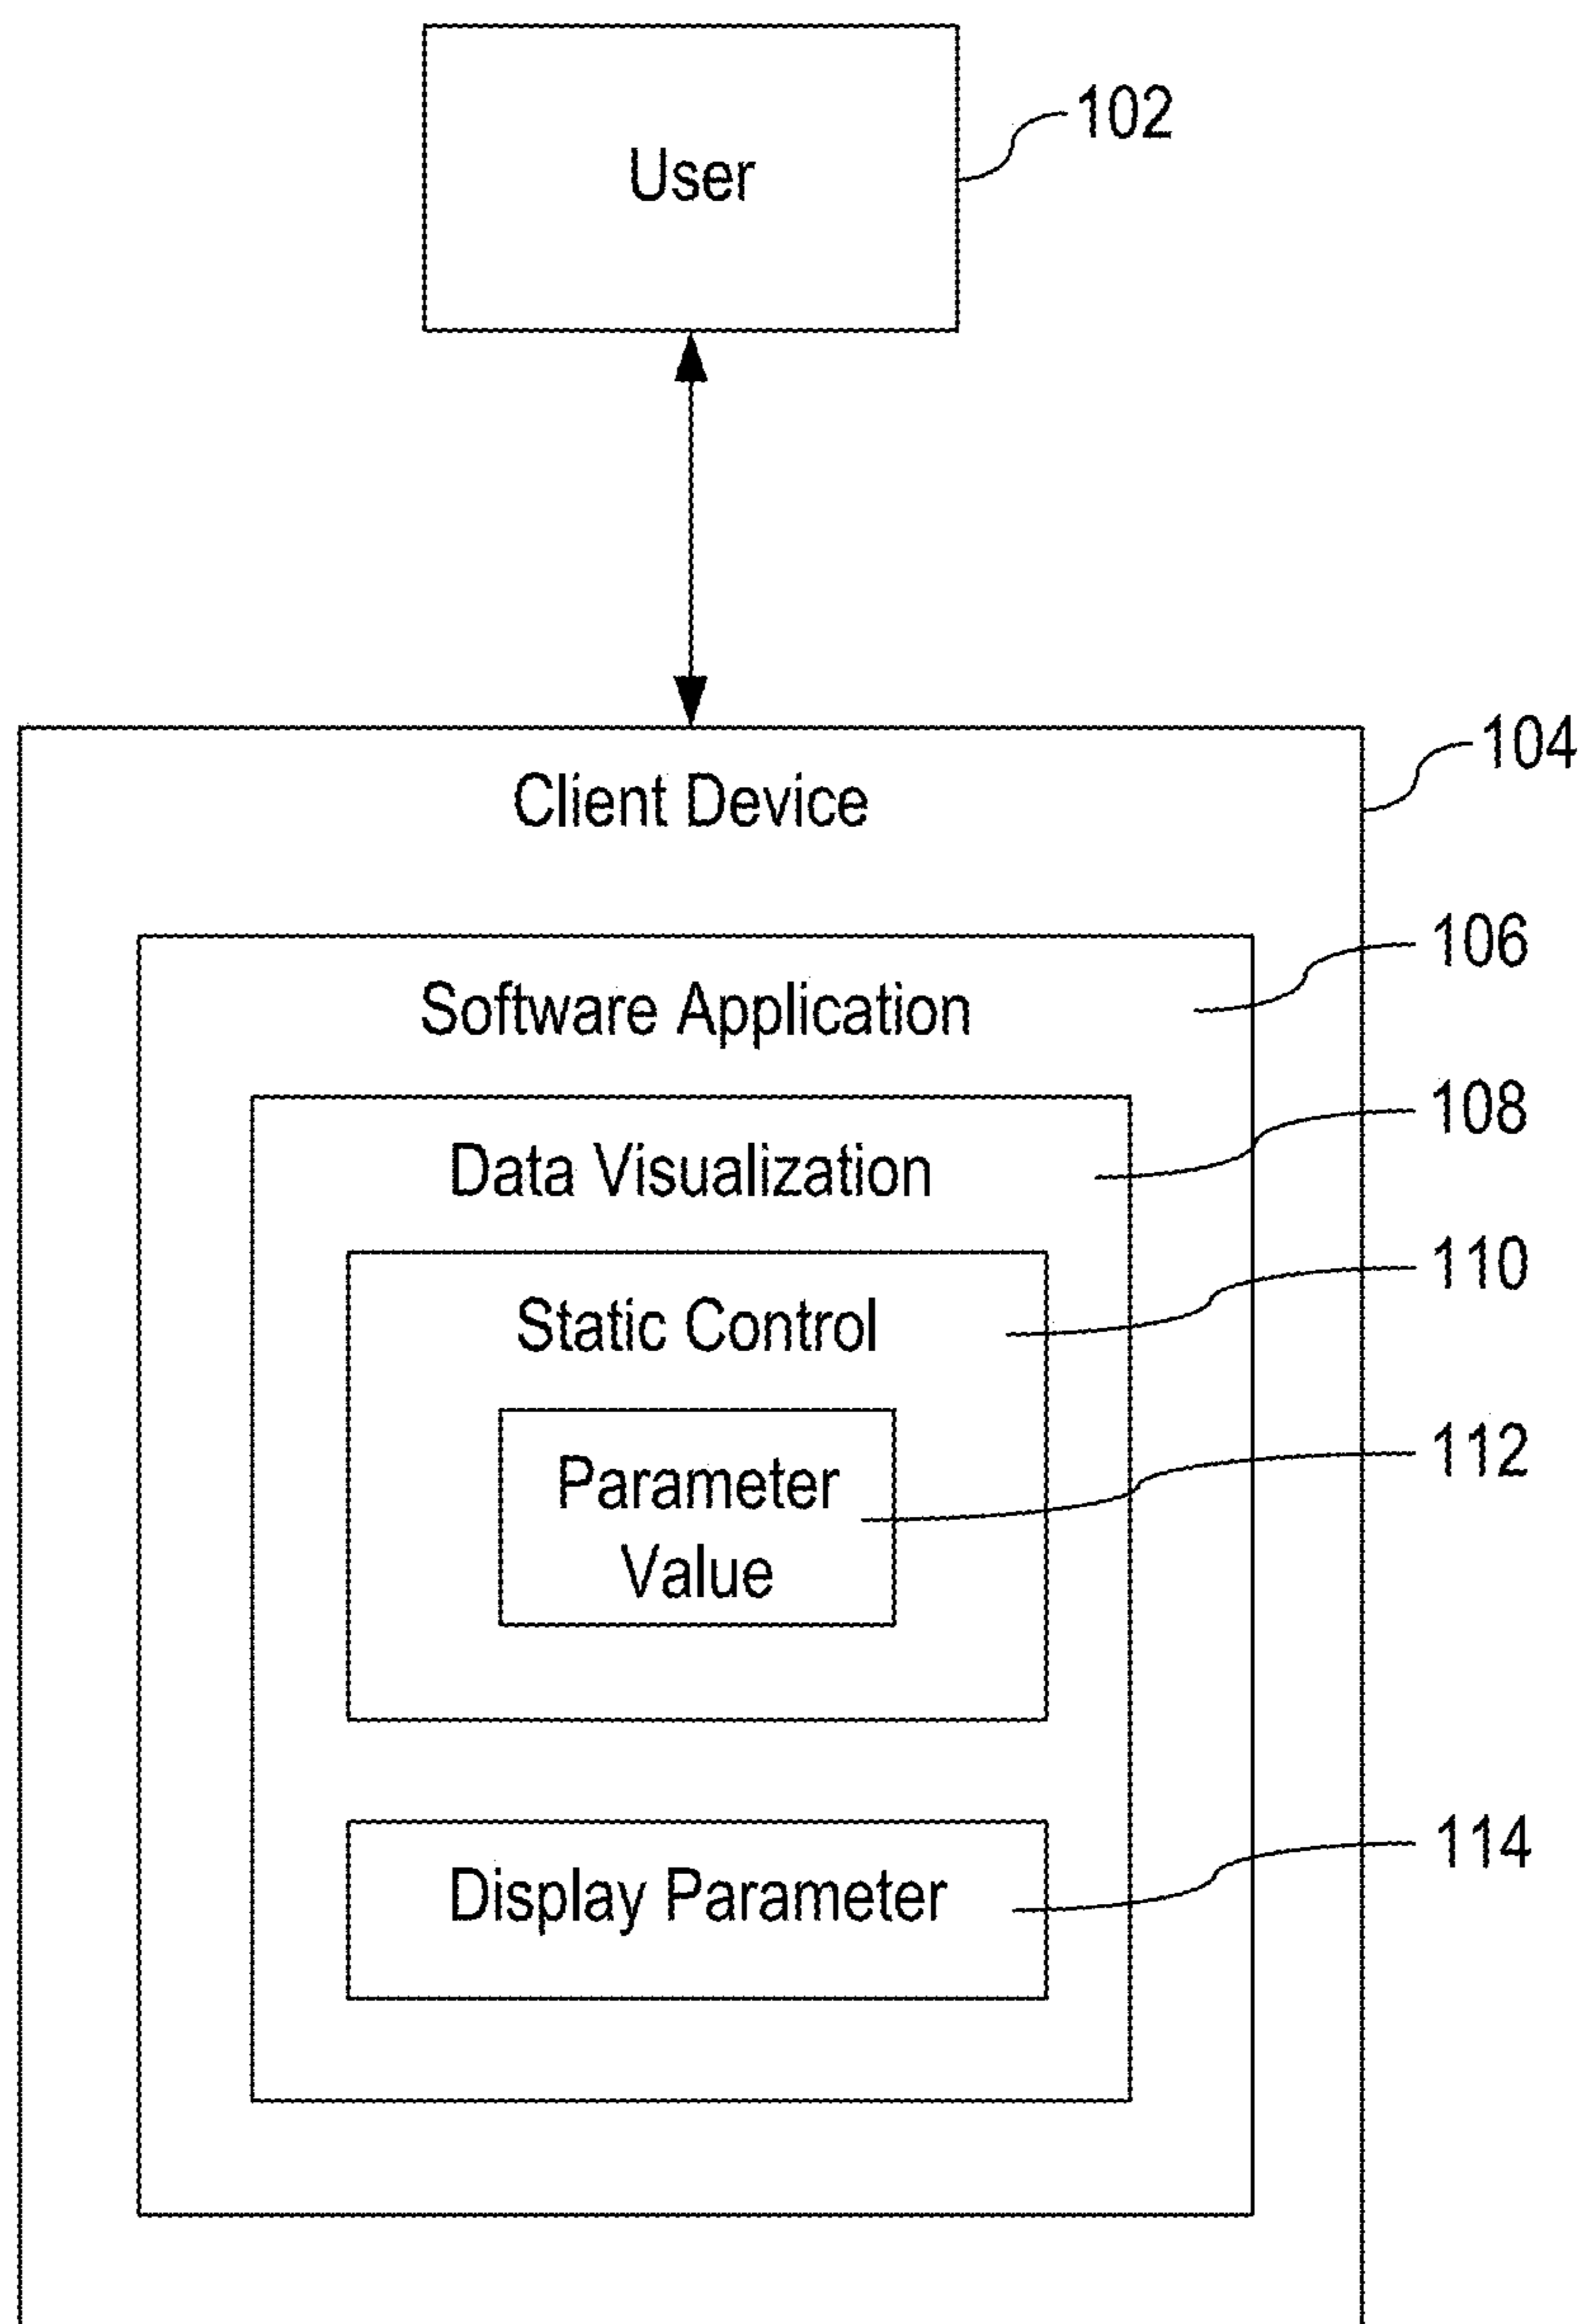 User
102
Client Device
104
Software Application
106
Data Visualization
108
Static Control
110
Parameter
Value
112
Display Parameter
114